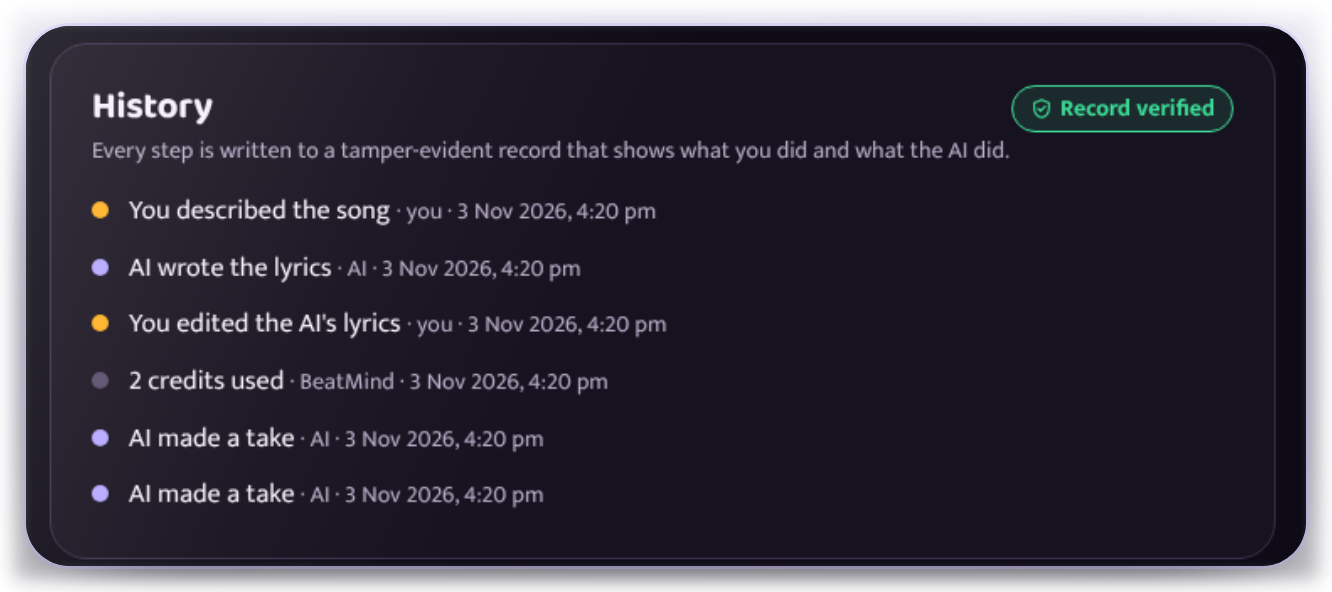 History
Record verified
Every step is written to a tamper-evident record that shows what you did and what the AI did.
You described the song · you · 3 Nov 2026, 4:20 pm
AI wrote the lyrics · AI · 3 Nov 2026, 4:20 pm
You edited the AI's lyrics · you · 3 Nov 2026, 4:20 pm
2 credits used · BeatMind · 3 Nov 2026, 4:20 pm
AI made a take · AI · 3 Nov 2026, 4:20 pm
AI made a take · AI · 3 Nov 2026, 4:20 pm